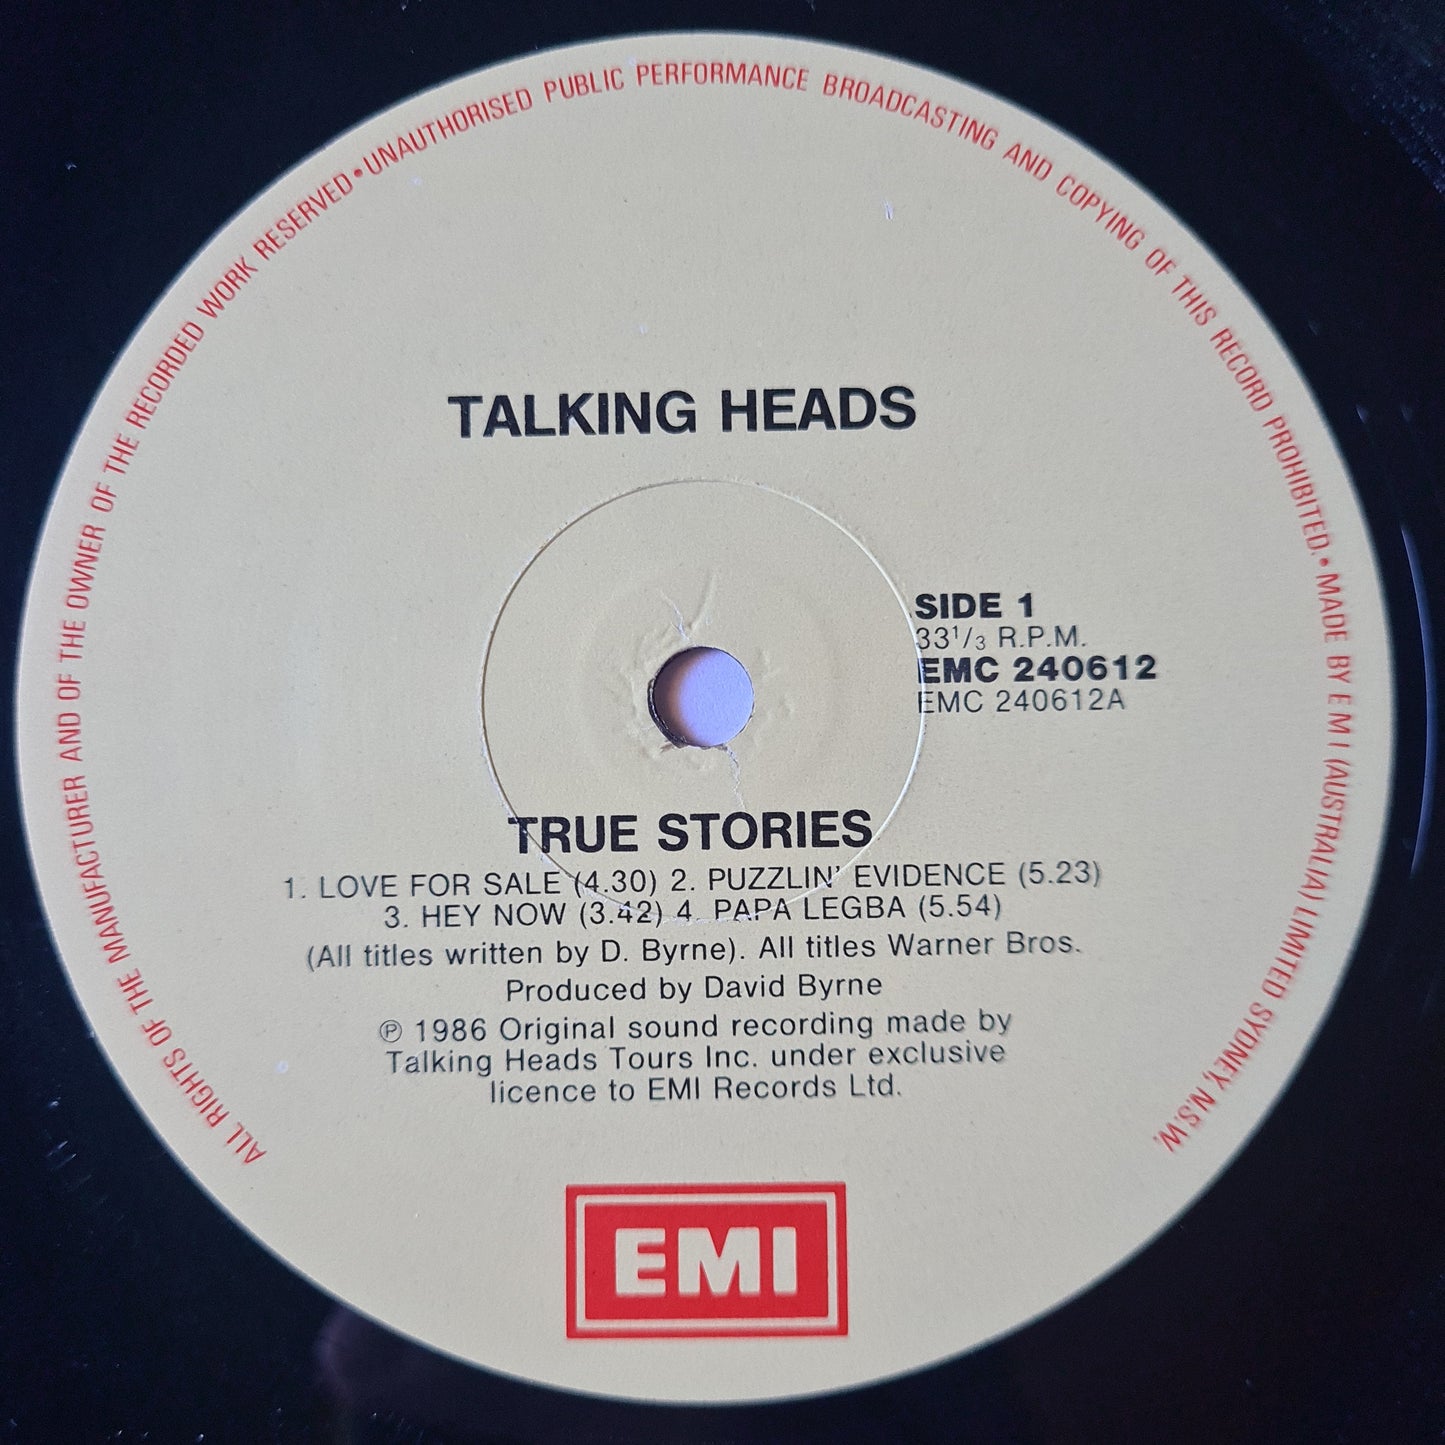 ALL RIGHTS OF THE MANUFACTURER AND OF THE OWNER OF THE RECORDED WORK RESERVED • UNAUTHORISED PUBLIC PERFORMANCE BROADCASTING AND COPYING OF THIS RECORD PROHIBITED. • MADE BY E M I (AUSTRALIA) LIMITED SYDNEY, N.S.W.
TALKING HEADS
SIDE 1
33¹/₃ R.P.M.
EMC 240612
EMC 240612A
TRUE STORIES
1. LOVE FOR SALE (4.30) 2. PUZZLIN' EVIDENCE (5.23)
3. HEY NOW (3.42) 4. PAPA LEGBA (5.54)
(All titles written by D. Byrne). All titles Warner Bros.
Produced by David Byrne
℗ 1986 Original sound recording made by
Talking Heads Tours Inc. under exclusive
licence to EMI Records Ltd.
EMI